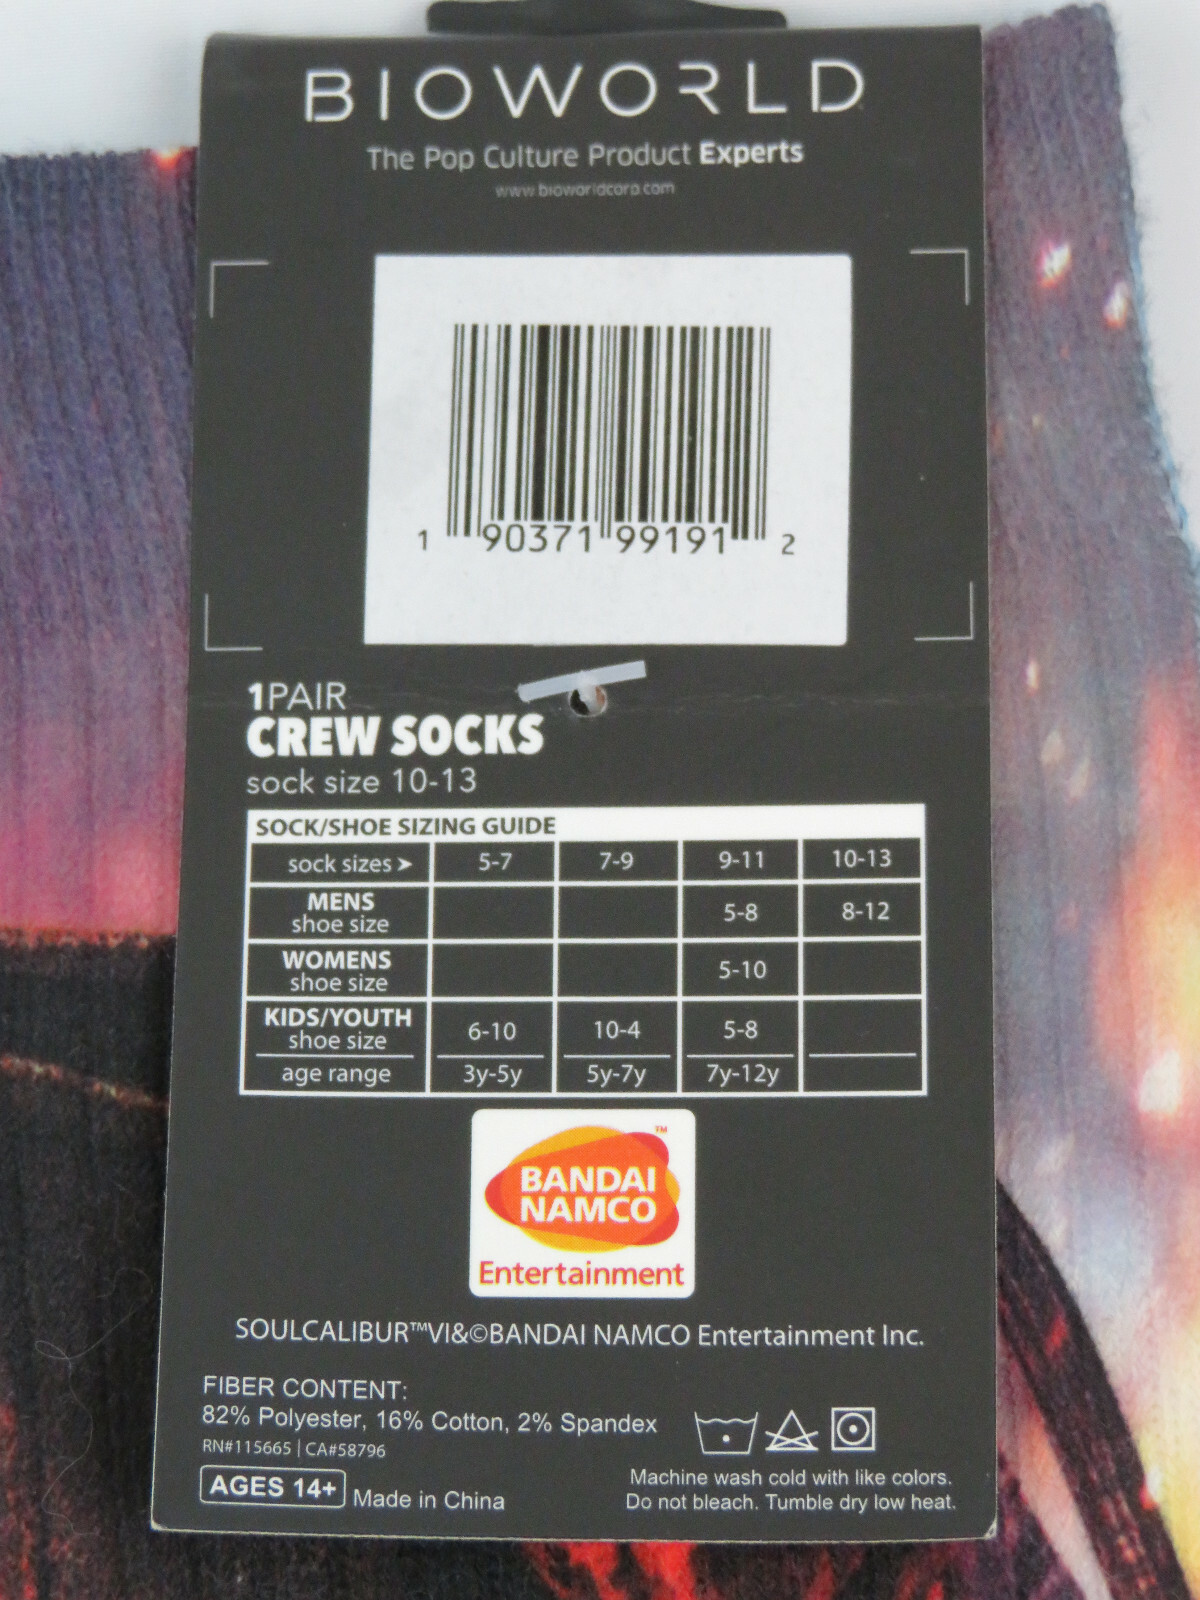 BIOWORLD
The Pop Culture Product Experts
www.bioworldcorp.com
1 90371 99191 2
1PAIR
CREW SOCKS
sock size 10-13
SOCK/SHOE SIZING GUIDE
sock sizes ➤ 5-7 7-9 9-11 10-13
MENS
shoe size 5-8 8-12
WOMENS
shoe size 5-10
KIDS/YOUTH
shoe size 6-10 10-4 5-8
age range 3y-5y 5y-7y 7y-12y
BANDAI
NAMCO
TM
Entertainment
SOULCALIBUR™VI&©BANDAI NAMCO Entertainment Inc.
FIBER CONTENT:
82% Polyester, 16% Cotton, 2% Spandex
RN#115665 | CA#58796
AGES 14+ Made in China
Machine wash cold with like colors.
Do not bleach. Tumble dry low heat.